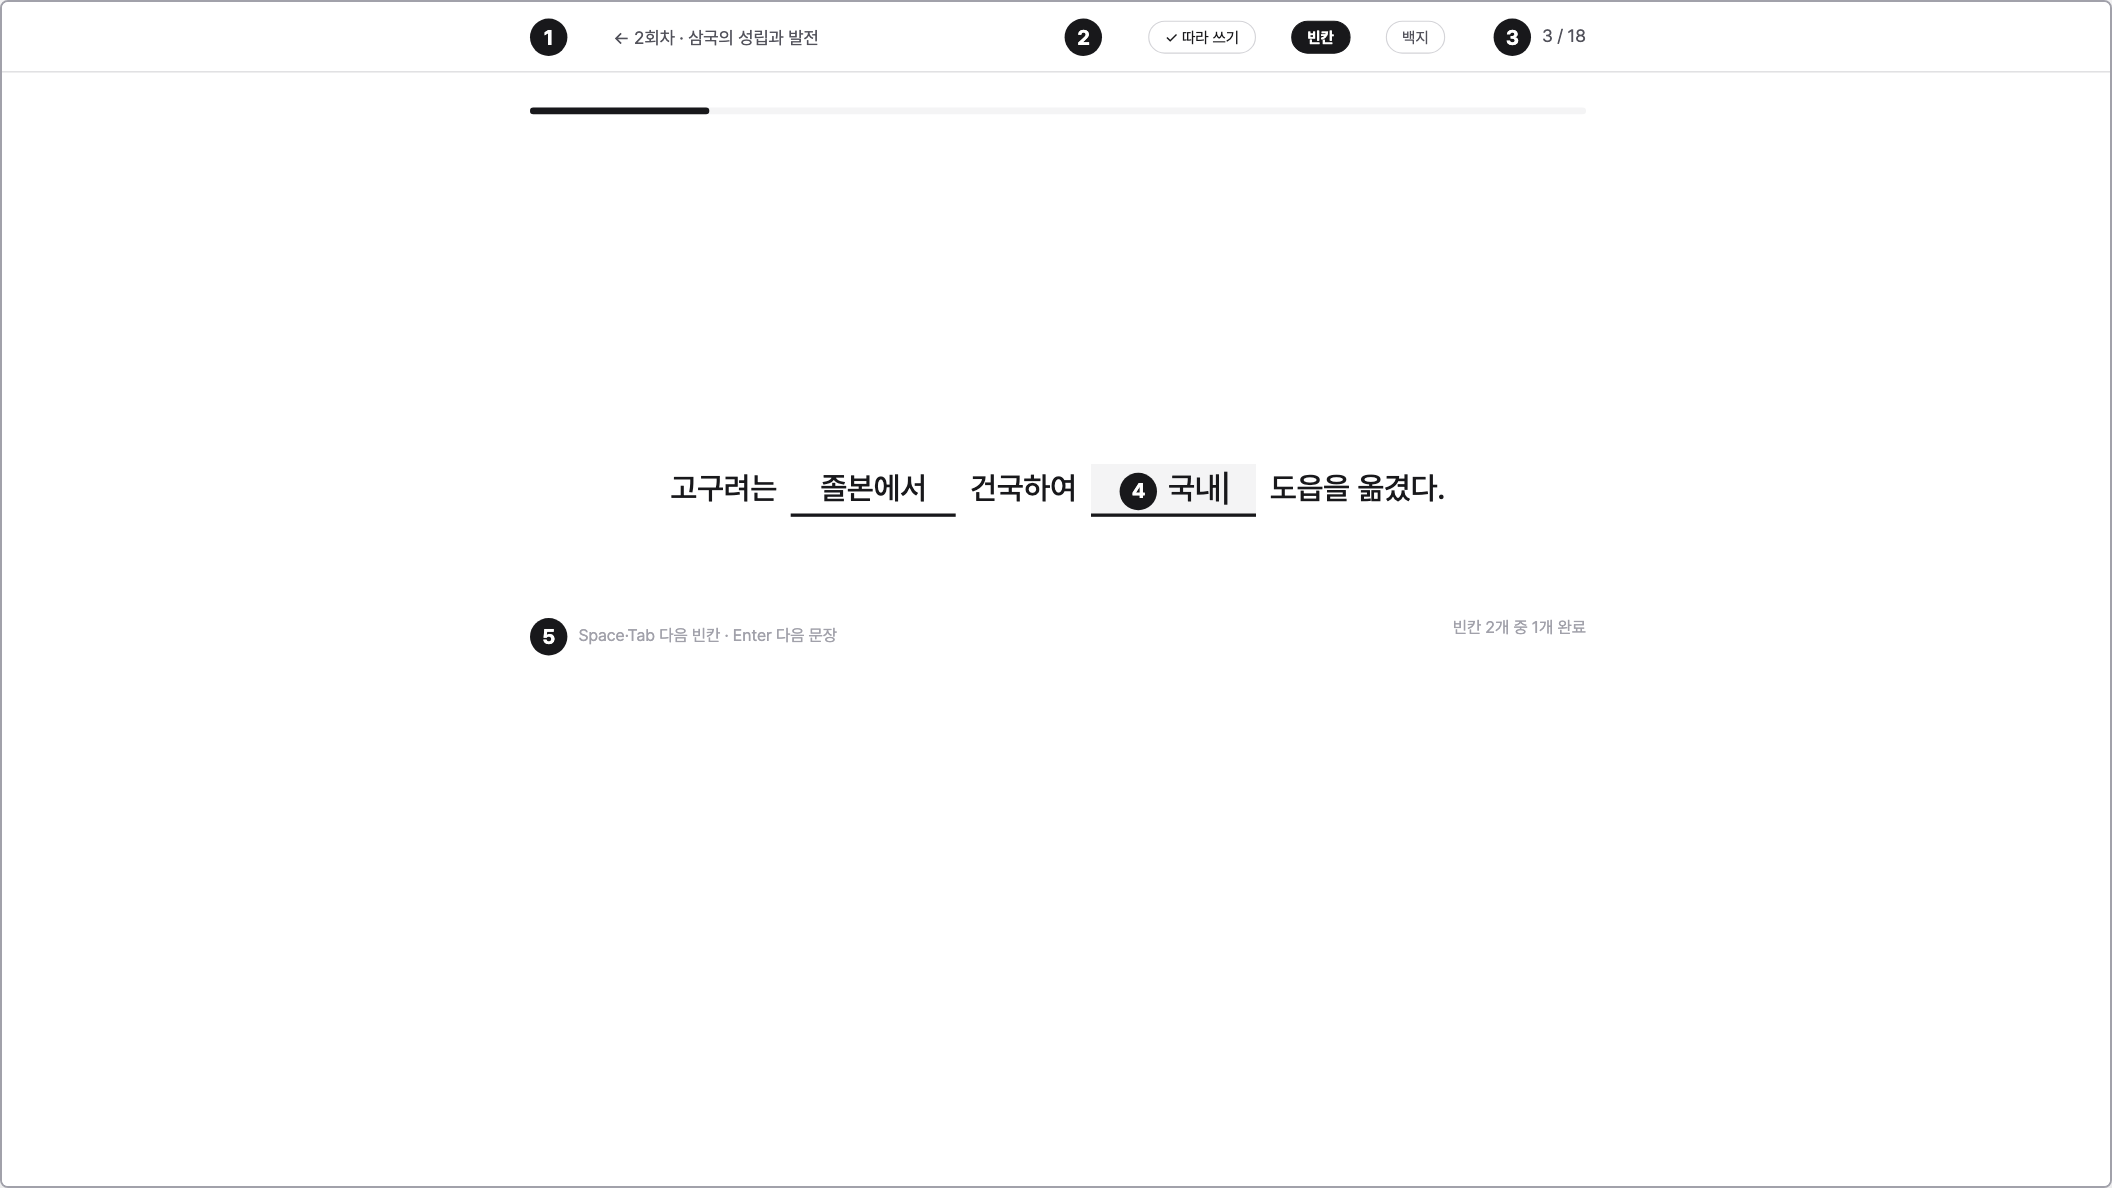 1 ← 2회차 · 삼국의 성립과 발전 2 ✓ 따라 쓰기 빈칸 백지 3 3 / 18
고구려는 졸본에서 건국하여 4 국내 도읍을 옮겼다.
5 Space·Tab 다음 빈칸 · Enter 다음 문장 빈칸 2개 중 1개 완료